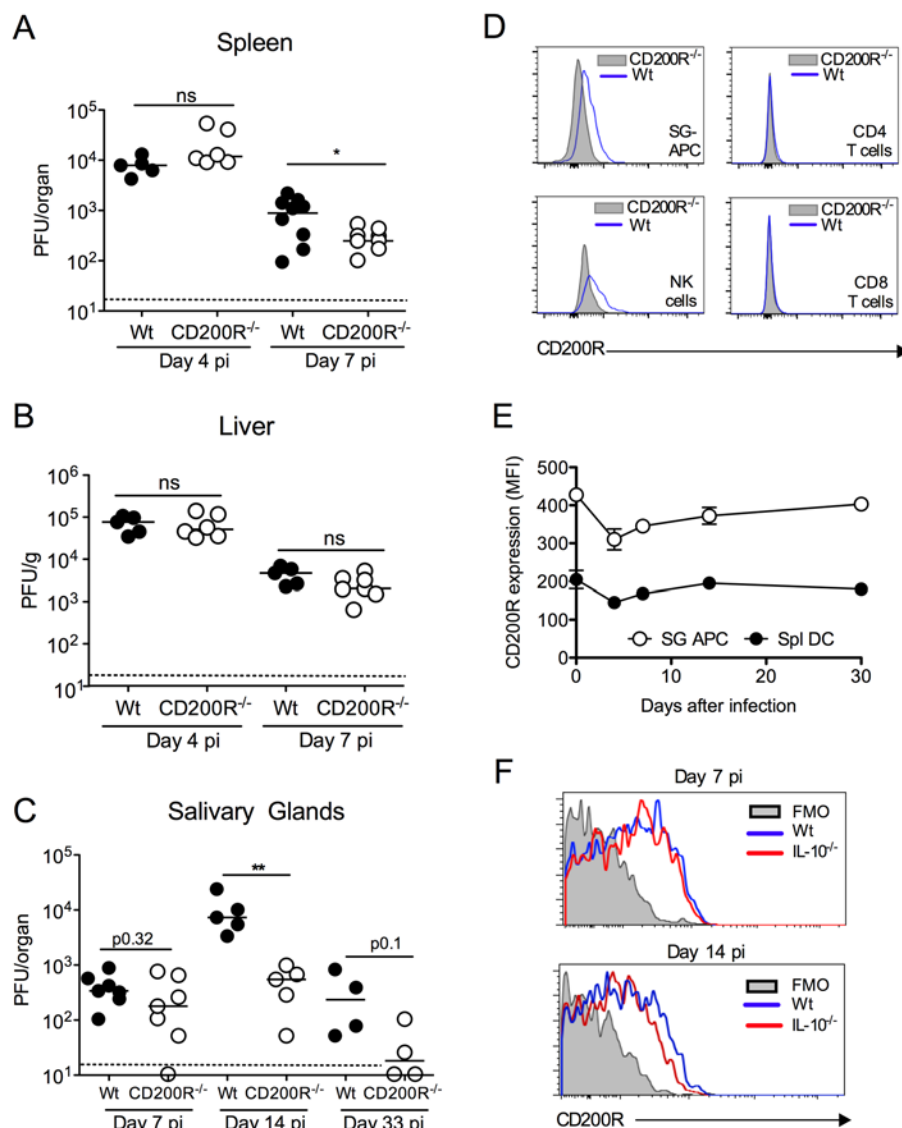 A
Spleen
PFU/organ
10^5
10^4
10^3
10^2
10^1
ns
*
Wt CD200R^-/- Wt CD200R^-/-
Day 4 pi Day 7 pi
B
Liver
PFU/g
10^6
10^5
10^4
10^3
10^2
10^1
ns
ns
Wt CD200R^-/- Wt CD200R^-/-
Day 4 pi Day 7 pi
C
Salivary Glands
PFU/organ
10^5
10^4
10^3
10^2
10^1
p0.32
**
p0.1
Wt CD200R^-/- Wt CD200R^-/- Wt CD200R^-/-
Day 7 pi Day 14 pi Day 33 pi
D
CD200R^-/-
Wt
SG-
APC
CD200R^-/-
Wt
CD4
T cells
CD200R^-/-
Wt
NK
cells
CD200R^-/-
Wt
CD8
T cells
CD200R
E
CD200R expression (MFI)
500
400
300
200
100
0
SG APC Spl DC
0 10 20 30
Days after infection
F
Day 7 pi
FMO
Wt
IL-10^-/-
Day 14 pi
FMO
Wt
IL-10^-/-
CD200R